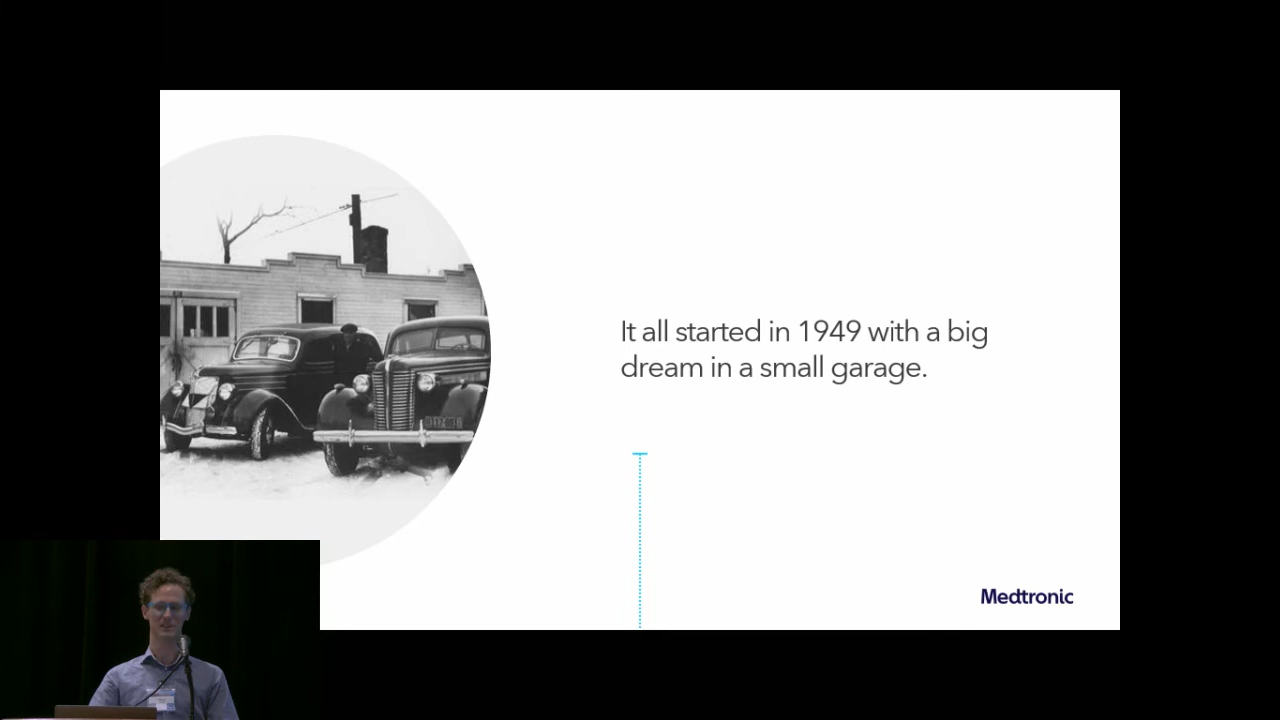 It all started in 1949 with a big
dream in a small garage.
Medtronic